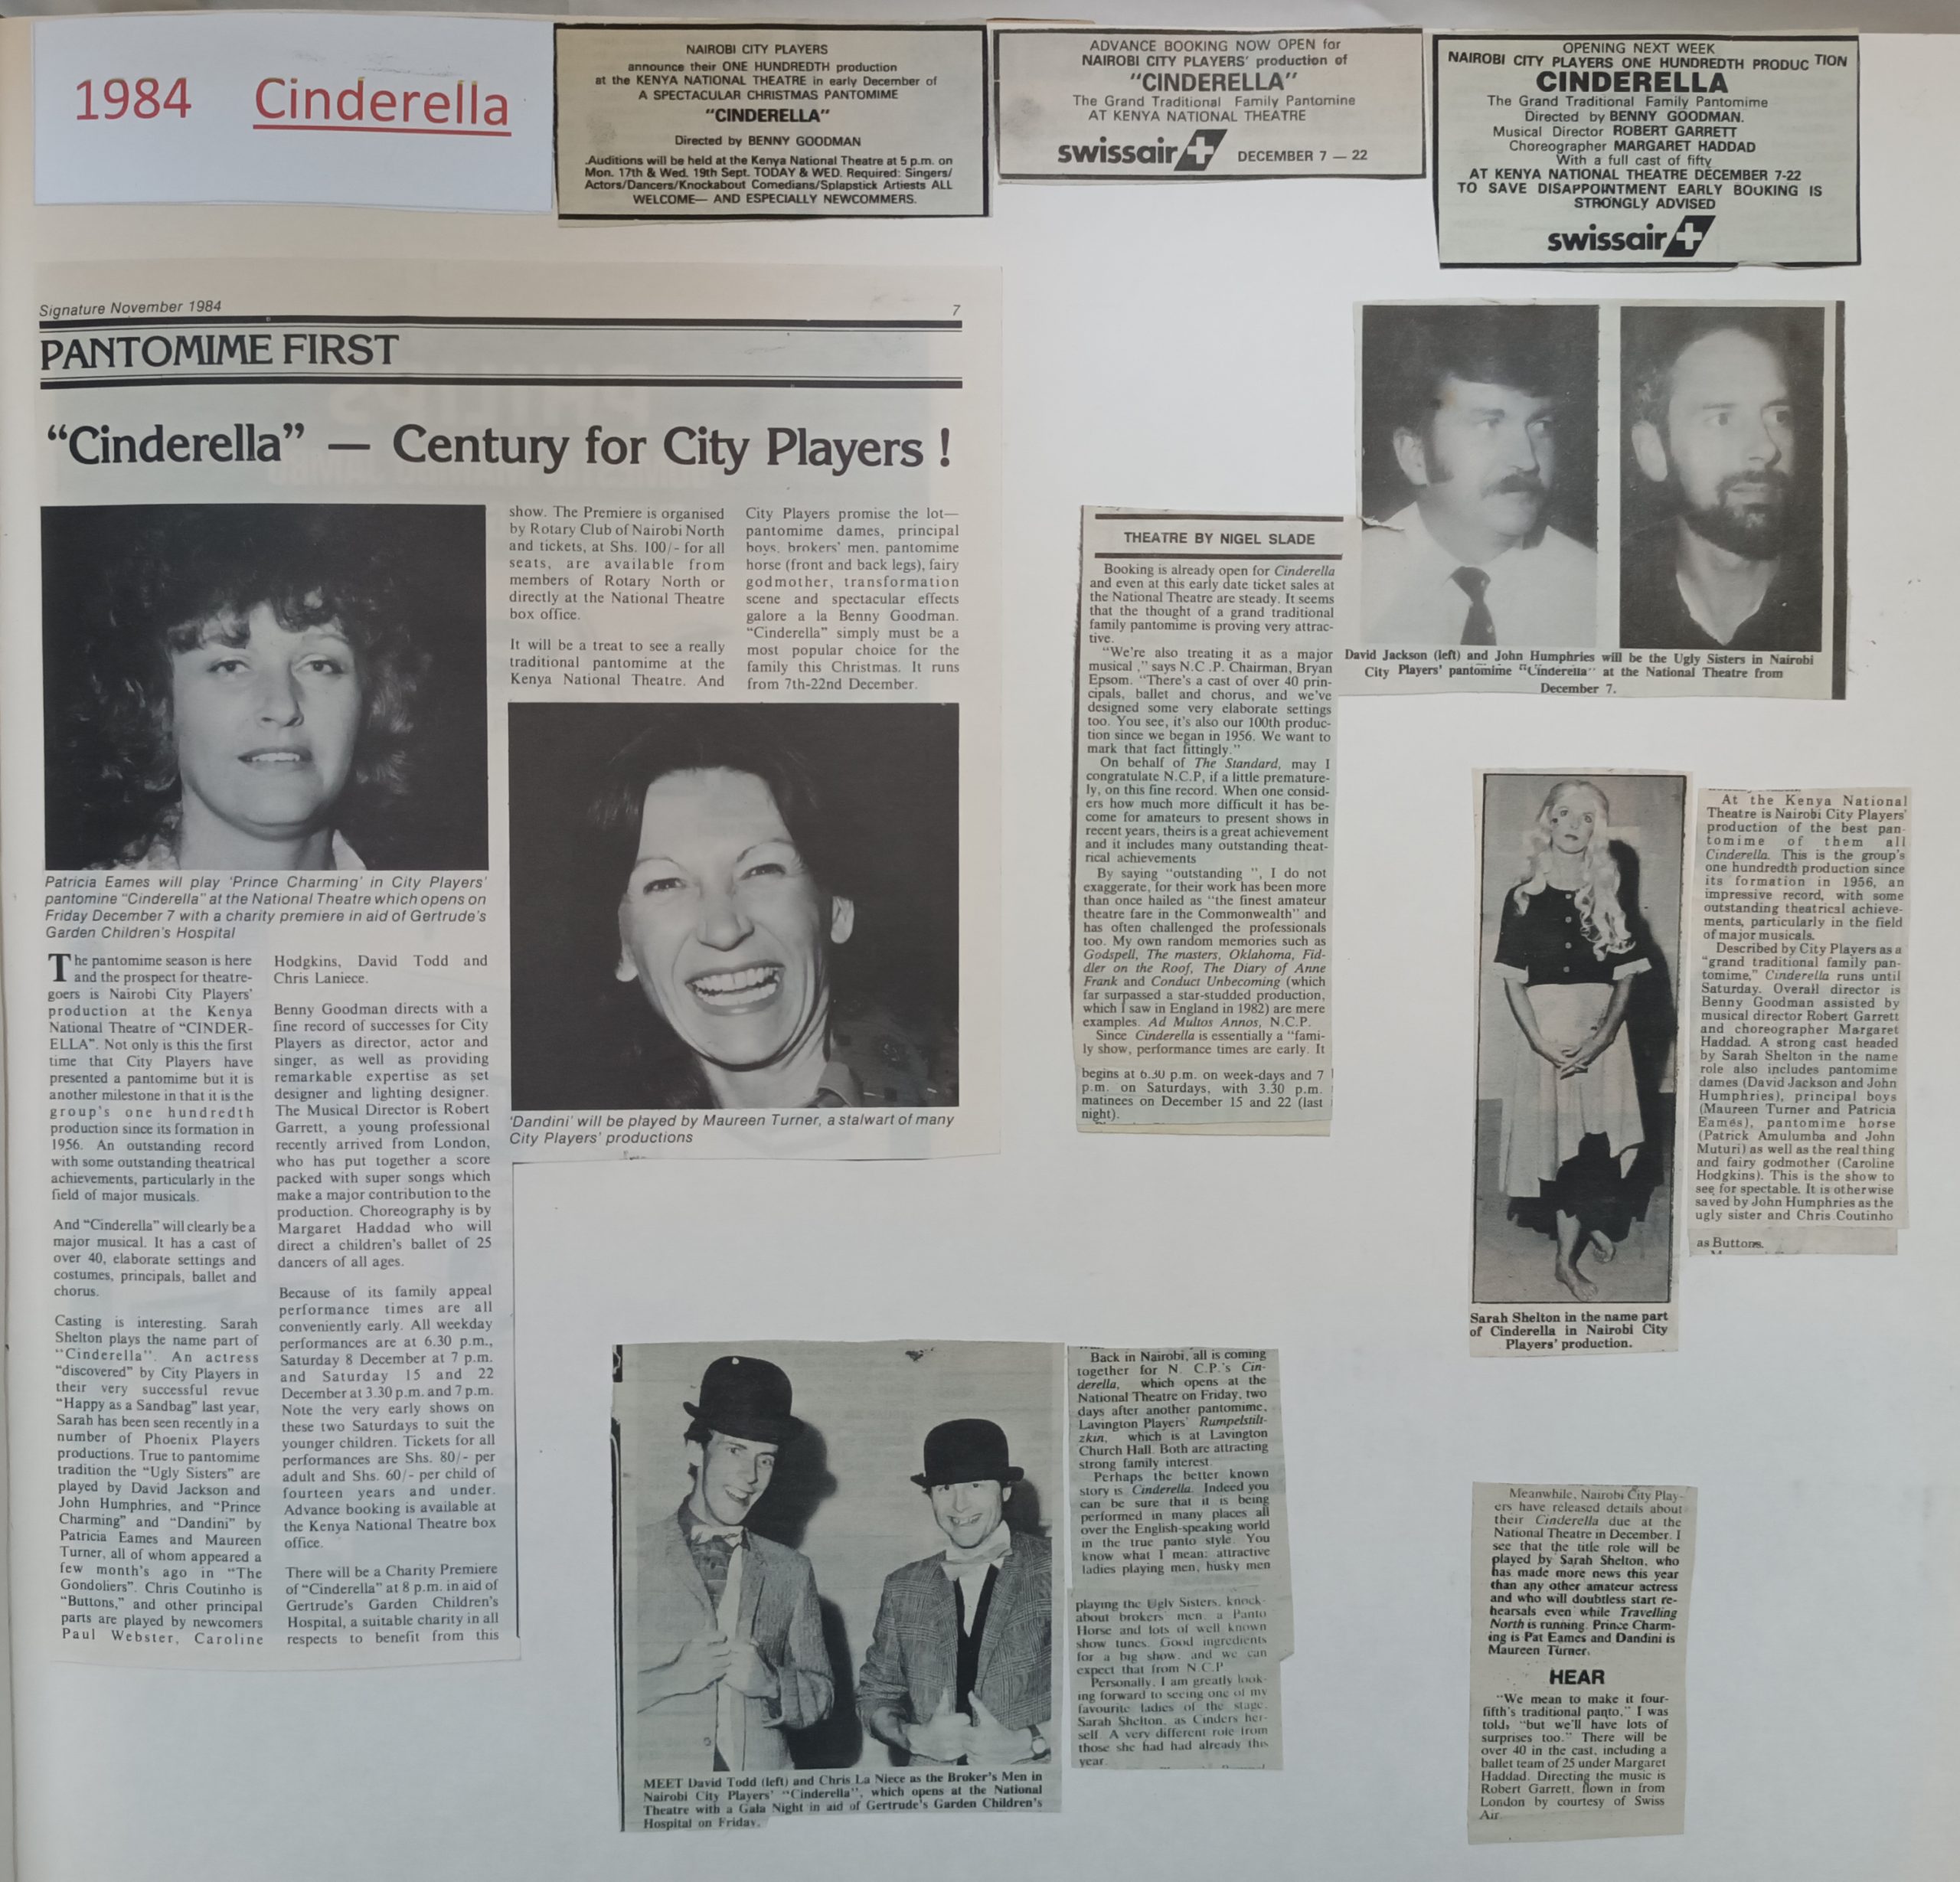 1984 Cinderella
NAIROBI CITY PLAYERS
announce their ONE HUNDREDTH production
at the KENYA NATIONAL THEATRE in early December of
A SPECTACULAR CHRISTMAS PANTOMIME
"CINDERELLA"
Directed by BENNY GOODMAN
Auditions will be held at the Kenya National Theatre at 5 p.m. on
Mon. 17th & Wed. 19th Sept. TODAY & WED. Required: Singers/
Actors/Dancers/Knockabout Comedians/Splapstick Artiests ALL
WELCOME— AND ESPECIALLY NEWCOMMERS.
ADVANCE BOOKING NOW OPEN for
NAIROBI CITY PLAYERS' production of
"CINDERELLA"
The Grand Traditional Family Pantomine
AT KENYA NATIONAL THEATRE
swissair DECEMBER 7 — 22
OPENING NEXT WEEK
NAIROBI CITY PLAYERS ONE HUNDREDTH PRODUC TION
CINDERELLA
The Grand Traditional Family Pantomime
Directed by BENNY GOODMAN.
Musical Director ROBERT GARRETT
Choreographer MARGARET HADDAD
With a full cast of fifty
AT KENYA NATIONAL THEATRE DECEMBER 7-22
TO SAVE DISAPPOINTMENT EARLY BOOKING IS
STRONGLY ADVISED
swissair
Signature November 1984 7
PANTOMIME FIRST
"Cinderella" — Century for City Players !
Patricia Eames will play 'Prince Charming' in City Players'
pantomine "Cinderella" at the National Theatre which opens on
Friday December 7 with a charity premiere in aid of Gertrude's
Garden Children's Hospital
The pantomime season is here
and the prospect for theatre-
goers is Nairobi City Players'
production at the Kenya
National Theatre of "CINDER-
ELLA". Not only is this the first
time that City Players have
presented a pantomime but it is
another milestone in that it is the
group's one hundredth
production since its formation in
1956. An outstanding record
with some outstanding theatrical
achievements, particularly in the
field of major musicals.
And "Cinderella" will clearly be a
major musical. It has a cast of
over 40, elaborate settings and
costumes, principals, ballet and
chorus.
Casting is interesting. Sarah
Shelton plays the name part of
"Cinderella". An actress
"discovered" by City Players in
their very successful revue
"Happy as a Sandbag" last year,
Sarah has been seen recently in a
number of Phoenix Players
productions. True to pantomime
tradition the "Ugly Sisters" are
played by David Jackson and
John Humphries, and "Prince
Charming" and "Dandini" by
Patricia Eames and Maureen
Turner, all of whom appeared a
few month's ago in "The
Gondoliers". Chris Coutinho is
"Buttons," and other principal
parts are played by newcomers
Paul Webster, Caroline
Hodgkins, David Todd and
Chris Laniece.
Benny Goodman directs with a
fine record of successes for City
Players as director, actor and
singer, as well as providing
remarkable expertise as set
designer and lighting designer.
The Musical Director is Robert
Garrett, a young professional
recently arrived from London,
who has put together a score
packed with super songs which
make a major contribution to the
production. Choreography is by
Margaret Haddad who will
direct a children's ballet of 25
dancers of all ages.
Because of its family appeal
performance times are all
conveniently early. All weekday
performances are at 6.30 p.m.,
Saturday 8 December at 7 p.m.
and Saturday 15 and 22
December at 3.30 p.m. and 7 p.m.
Note the very early shows on
these two Saturdays to suit the
younger children. Tickets for all
performances are Shs. 80/- per
adult and Shs. 60/- per child of
fourteen years and under.
Advance booking is available at
the Kenya National Theatre box
office.
There will be a Charity Premiere
of "Cinderella" at 8 p.m. in aid of
Gertrude's Garden Children's
Hospital, a suitable charity in all
respects to benefit from this
show. The Premiere is organised
by Rotary Club of Nairobi North
and tickets, at Shs. 100/- for all
seats, are available from
members of Rotary North or
directly at the National Theatre
box office.
It will be a treat to see a really
traditional pantomime at the
Kenya National Theatre. And
City Players promise the lot—
pantomime dames, principal
boys, brokers' men, pantomime
horse (front and back legs), fairy
godmother, transformation
scene and spectacular effects
galore a la Benny Goodman.
"Cinderella" simply must be a
most popular choice for the
family this Christmas. It runs
from 7th-22nd December.
'Dandini' will be played by Maureen Turner, a stalwart of many
City Players' productions
THEATRE BY NIGEL SLADE
Booking is already open for Cinderella
and even at this early date ticket sales at
the National Theatre are steady. It seems
that the thought of a grand traditional
family pantomime is proving very attrac-
tive.
"We're also treating it as a major
musical ," says N.C .P. Chairman, Bryan
Epsom. "There's a cast of over 40 prin-
cipals, ballet and chorus, and we've
designed some very elaborate settings
too. You see, it's also our 100th produc-
tion since we began in 1956. We want to
mark that fact fittingly."
On behalf of The Standard, may I
congratulate N.C.P, if a little premature-
ly, on this fine record. When one consid-
ers how much more difficult it has be-
come for amateurs to present shows in
recent years, theirs is a great achievement
and it includes many outstanding theat-
rical achievements
By saying "outstanding ", I do not
exaggerate, for their work has been more
than once hailed as "the finest amateur
theatre fare in the Commonwealth" and
has often challenged the professionals
too. My own random memories such as
Godspell, The masters, Oklahoma, Fid-
dler on the Roof, The Diary of Anne
Frank and Conduct Unbecoming (which
far surpassed a star-studded production,
which I saw in England in 1982) are mere
examples. Ad Multos Annos, N.C.P.
Since Cinderella is essentially a "fami-
ly show, performance times are early. It
begins at 6.30 p.m. on week-days and 7
p.m. on Saturdays, with 3.30 p.m.
matinees on December 15 and 22 (last
night).
David Jackson (left) and John Humphries will be the Ugly Sisters in Nairobi
City Players' pantomime "Cinderella" at the National Theatre from
December 7.
Sarah Shelton in the name part
of Cinderella in Nairobi City
Players' production.
At the Kenya National
Theatre is Nairobi City Players'
production of the best pan-
tomime of them all
Cinderella. This is the group's
one hundredth production since
its formation in 1956, an
impressive record, with some
outstanding theatrical achieve-
ments, particularly in the field
of major musicals.
Described by City Players as a
"grand traditional family pan-
tomime," Cinderella runs until
Saturday. Overall director is
Benny Goodman assisted by
musical director Robert Garrett
and choreographer Margaret
Haddad. A strong cast headed
by Sarah Shelton in the name
role also includes pantomime
dames (David Jackson and John
Humphries), principal boys
(Maureen Turner and Patricia
Eames), pantomime horse
(Patrick Amulumba and John
Muturi) as well as the real thing
and fairy godmother (Caroline
Hodgkins). This is the show to
see for spectable. It is otherwise
saved by John Humphries as the
ugly sister and Chris Coutinho
as Buttons.
MEET David Todd (left) and Chris La Niece as the Broker's Men in
Nairobi City Players' "Cinderella", which opens at the National
Theatre with a Gala Night in aid of Gertrude's Garden Children's
Hospital on Friday.
Back in Nairobi, all is coming
together for N. C.P.'s Cin-
derella, which opens at the
National Theatre on Friday, two
days after another pantomime,
Lavington Players' Rumpelstilt-
zkin, which is at Lavington
Church Hall. Both are attracting
strong family interest.
Perhaps the better known
story is Cinderella. Indeed you
can be sure that it is being
performed in many places all
over the English-speaking world
in the true panto style. You
know what I mean: attractive
ladies playing men, husky men
playing the Ugly Sisters, knock-
about brokers' men, a Panto
Horse and lots of well known
show tunes. Good ingredients
for a big show, and we can
expect that from N.C.P
Personally, I am greatly look-
ing forward to seeing one of my
favourite ladies of the stage,
Sarah Shelton, as Cinders her-
self. A very different role from
those she had had already this
year.
Meanwhile, Nairobi City Play-
ers have released details about
their Cinderella due at the
National Theatre in December. I
see that the title role will be
played by Sarah Shelton, who
has made more news this year
than any other amateur actress
and who will doubtless start re-
hearsals even while Travelling
North is running. Prince Charm-
ing is Pat Eames and Dandini is
Maureen Turner.
HEAR
"We mean to make it four-
fifth's traditional panto," I was
told, "but we'll have lots of
surprises too." There will be
over 40 in the cast, including a
ballet team of 25 under Margaret
Haddad. Directing the music is
Robert Garrett, flown in from
London by courtesy of Swiss
Air.